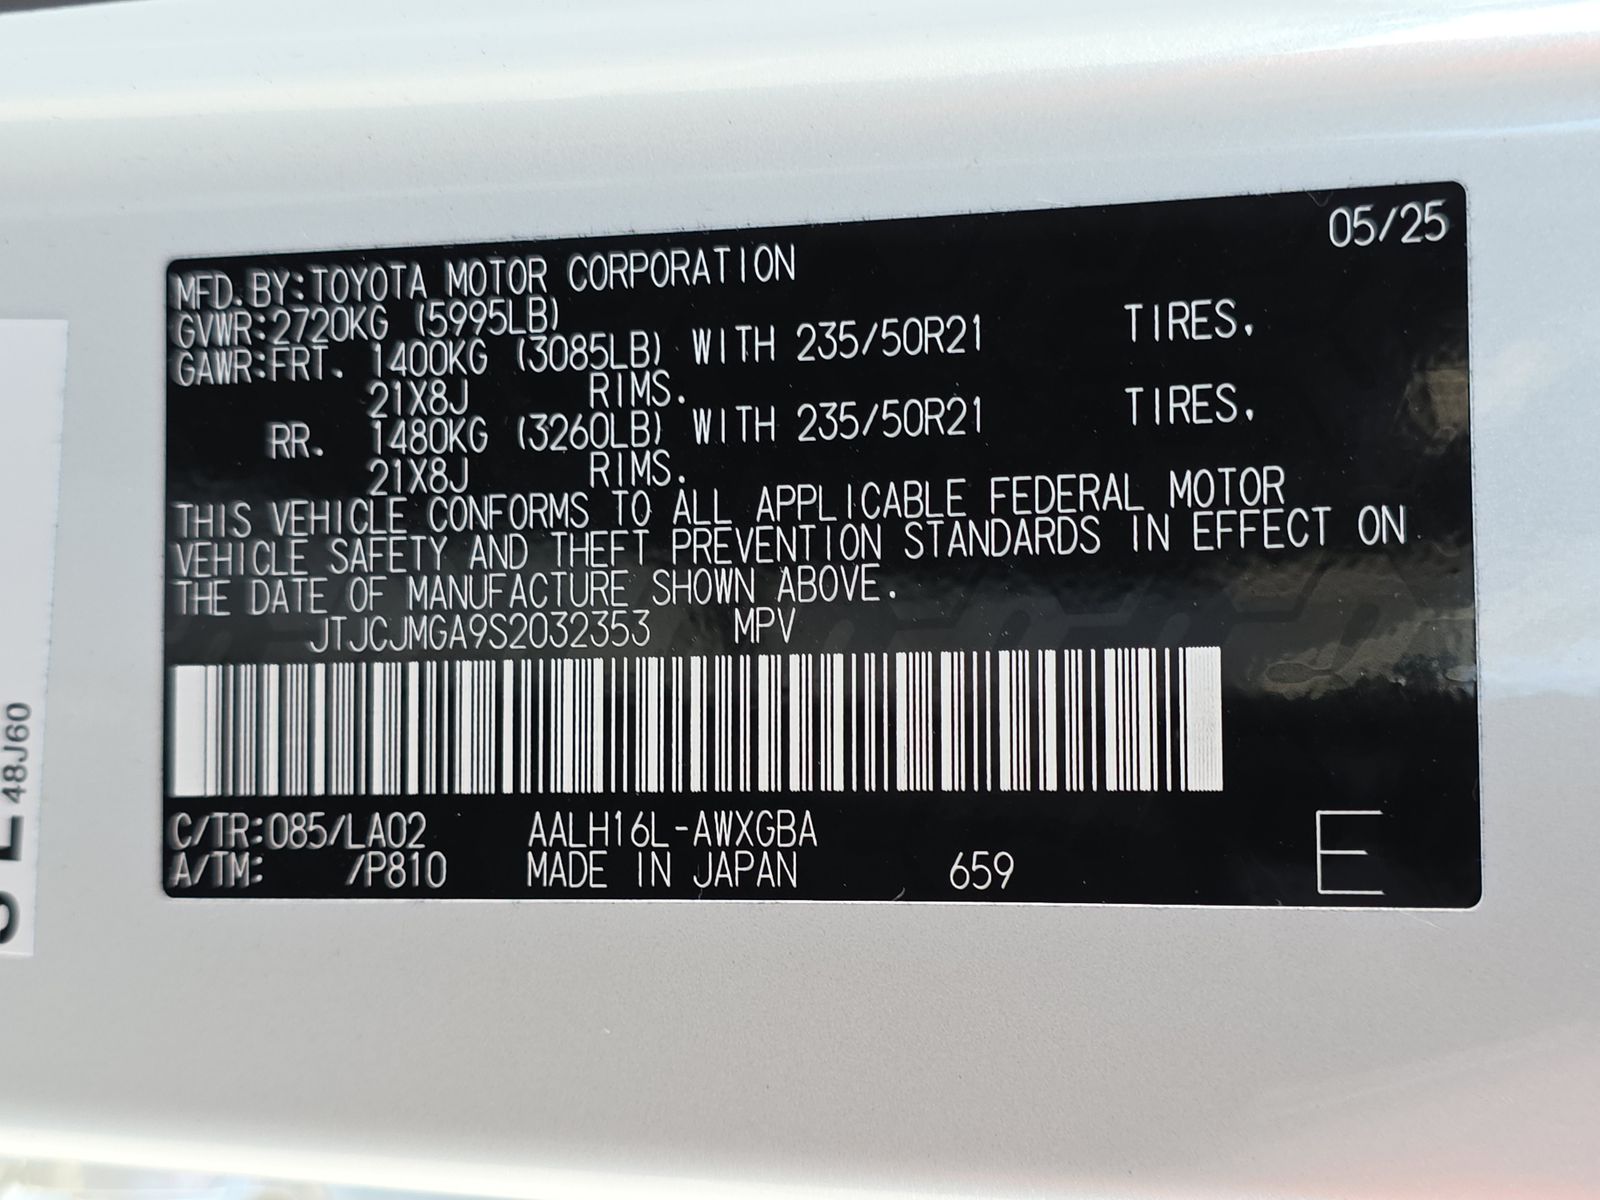 05/25
MFD.BY:TOYOTA MOTOR CORPORATION
GVWR:2720KG (5995LB)
GAWR:FRT. 1400KG (3085LB) WITH 235/50R21 TIRES.
21X8J RIMS.
RR. 1480KG (3260LB) WITH 235/50R21 TIRES.
21X8J RIMS.
THIS VEHICLE CONFORMS TO ALL APPLICABLE FEDERAL MOTOR
VEHICLE SAFETY AND THEFT PREVENTION STANDARDS IN EFFECT ON
THE DATE OF MANUFACTURE SHOWN ABOVE.
JTJCJMGA9S2032353 MPV
C/TR:085/LA02 AALH16L-AWXGBA
A/TM: /P810 MADE IN JAPAN 659 E
48J60